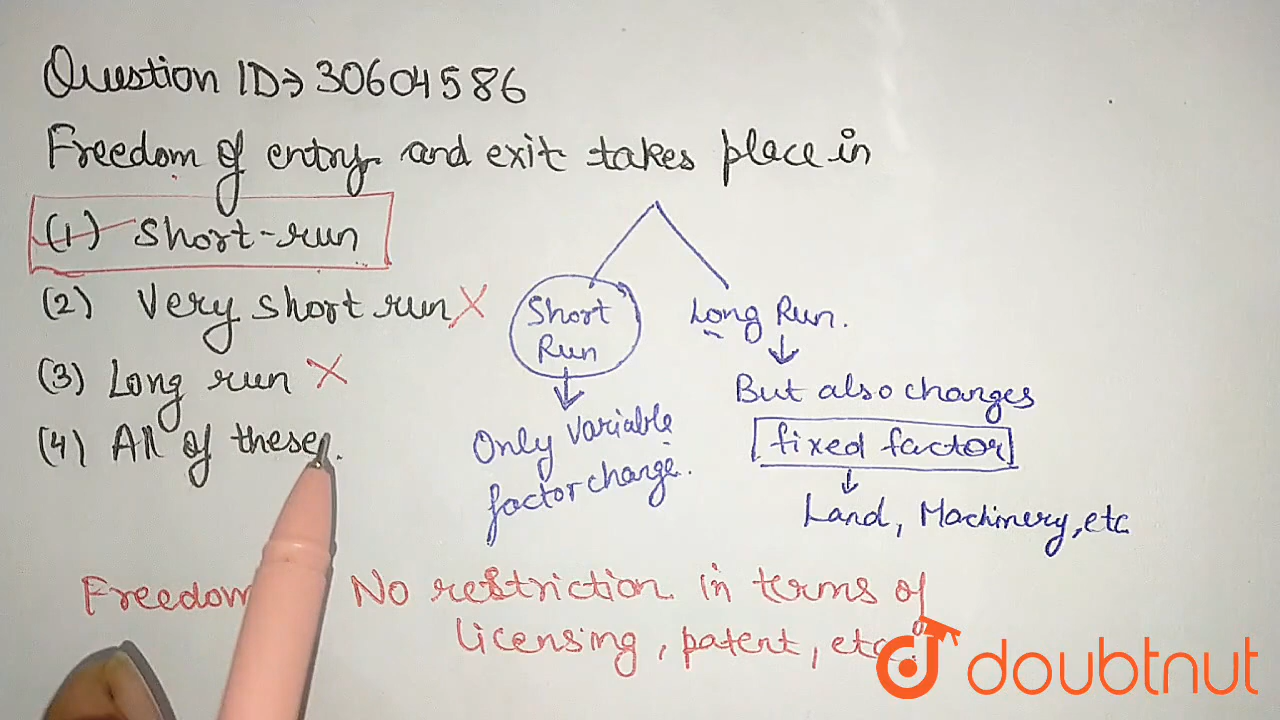 Question ID→ 30604586
Freedom of entry and exit takes place in
(1) Short-run
(2) Very short run X
(3) Long run X
(4) All of these.
Short
Run
Only variable
factor change.
Long Run.
But also changes
[fixed factor]
Land, Machinery, etc
Freedom No restriction in terms of
licensing, patent, etc.
doubtnut